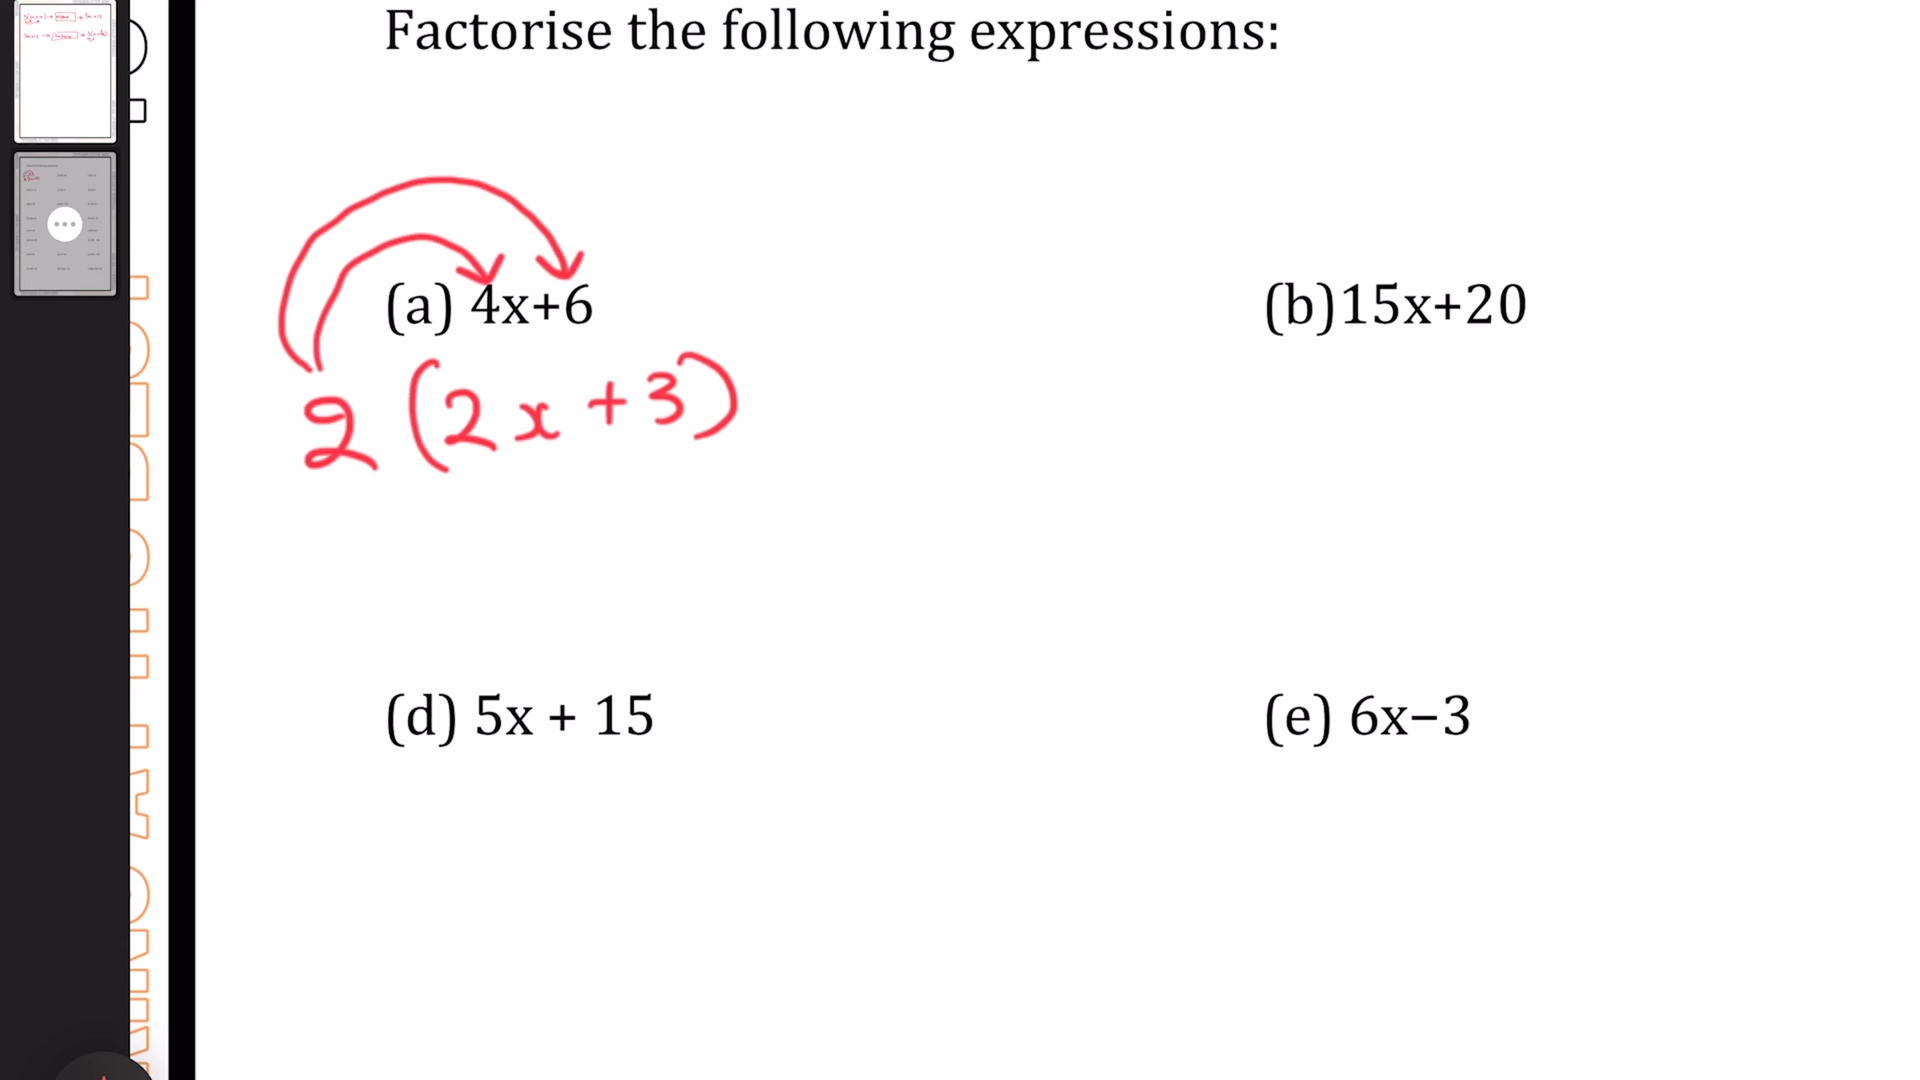 Factorise the following expressions:
(a) 4x+6
(b)15x+20
2(2x+3)
(d) 5x + 15
(e) 6x−3